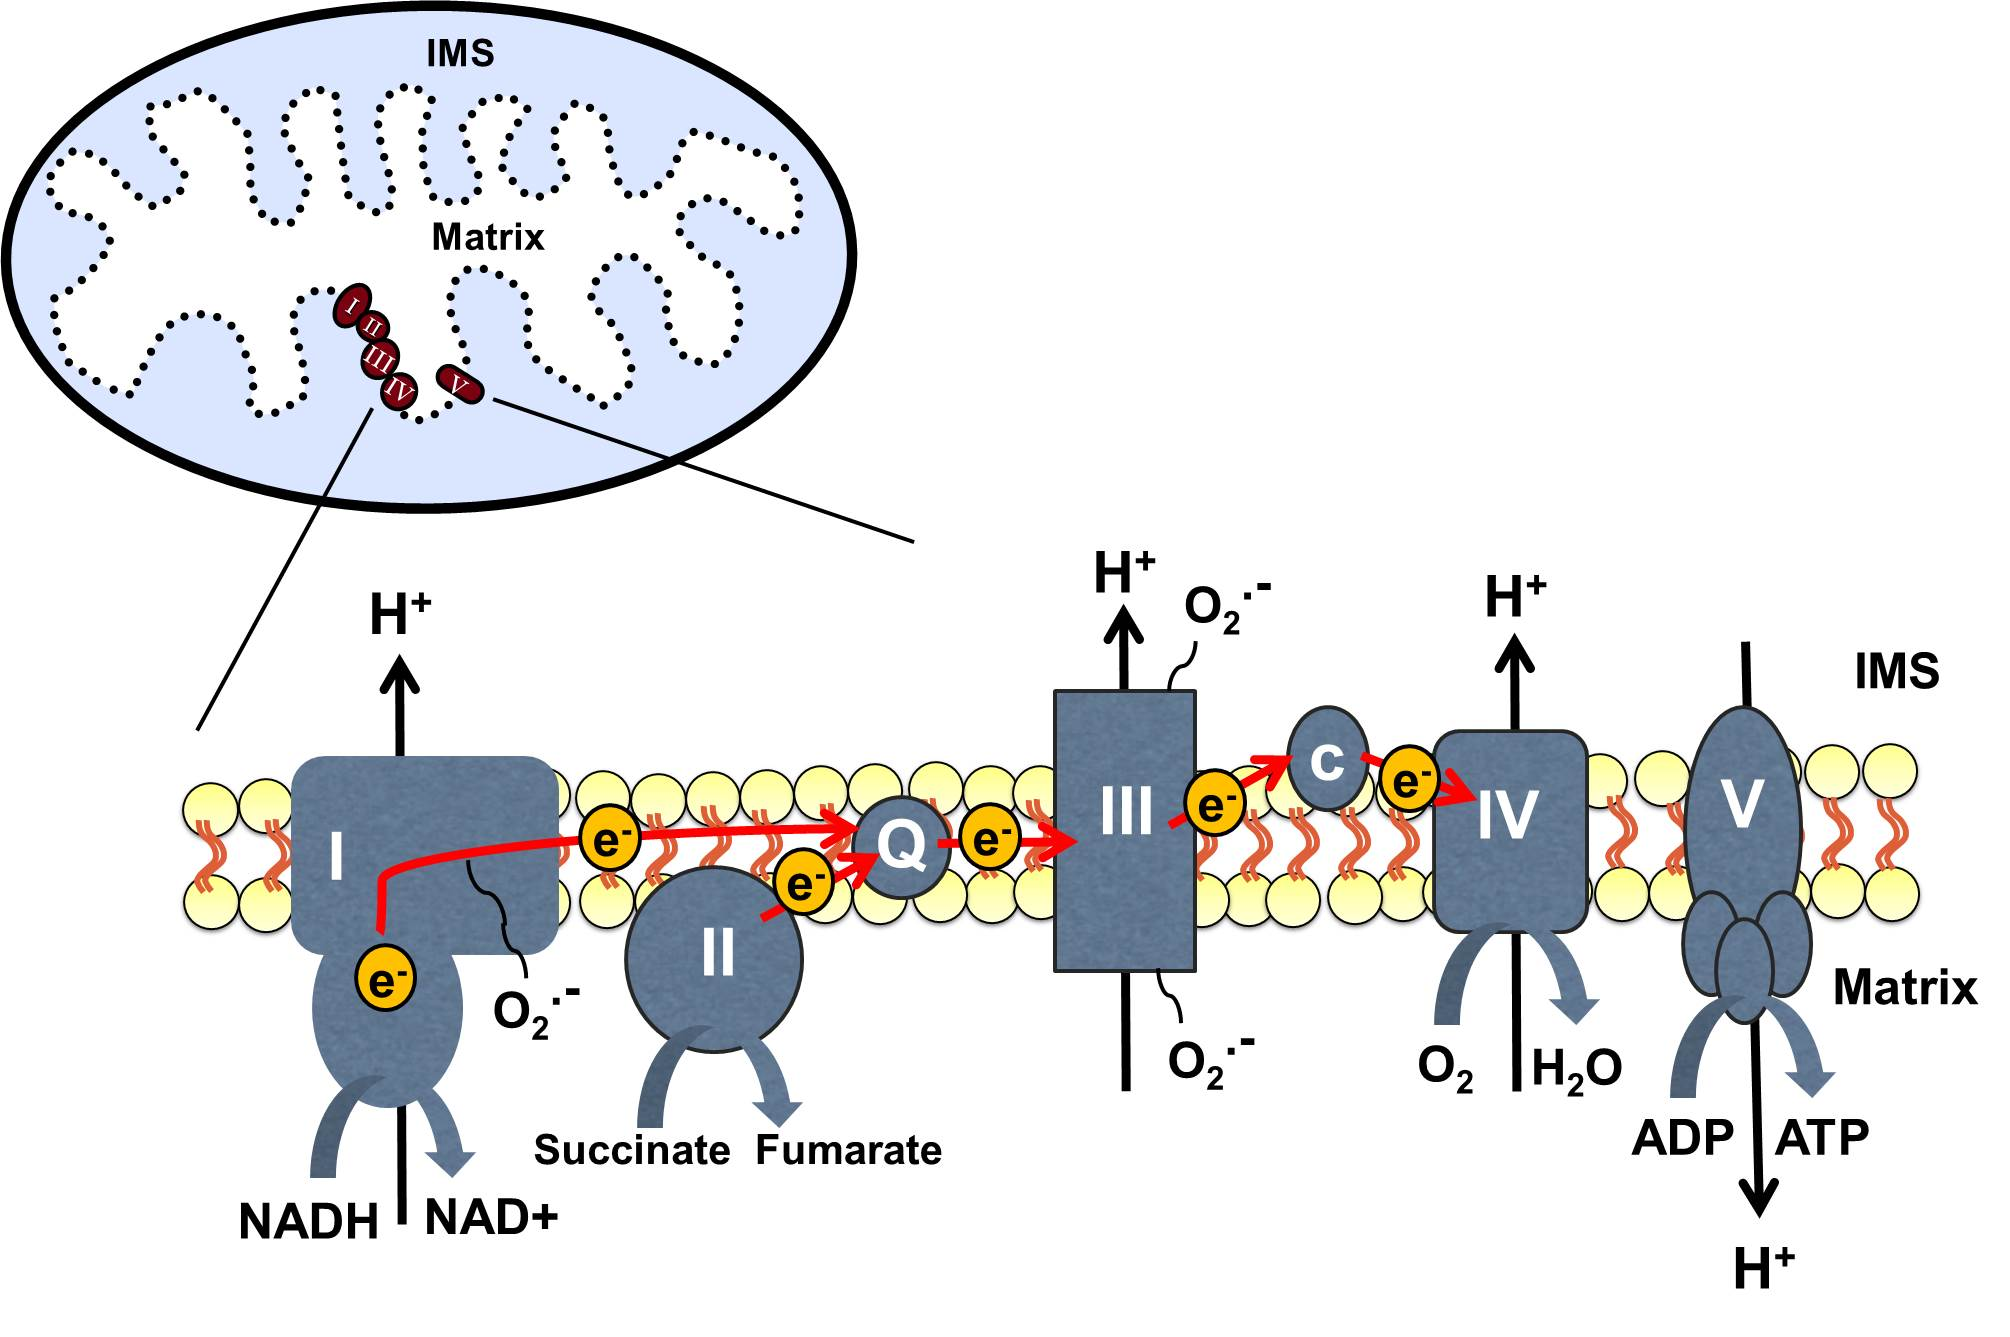 IMS
Matrix
I
II
III
IV
V
H+
O2·-
H+
H+
IMS
I
e-
e-
O2·-
II
e-
Q
e-
III
O2·-
e-
c
e-
IV
V
Matrix
O2
H2O
ADP
ATP
Succinate
Fumarate
NADH
NAD+
H+